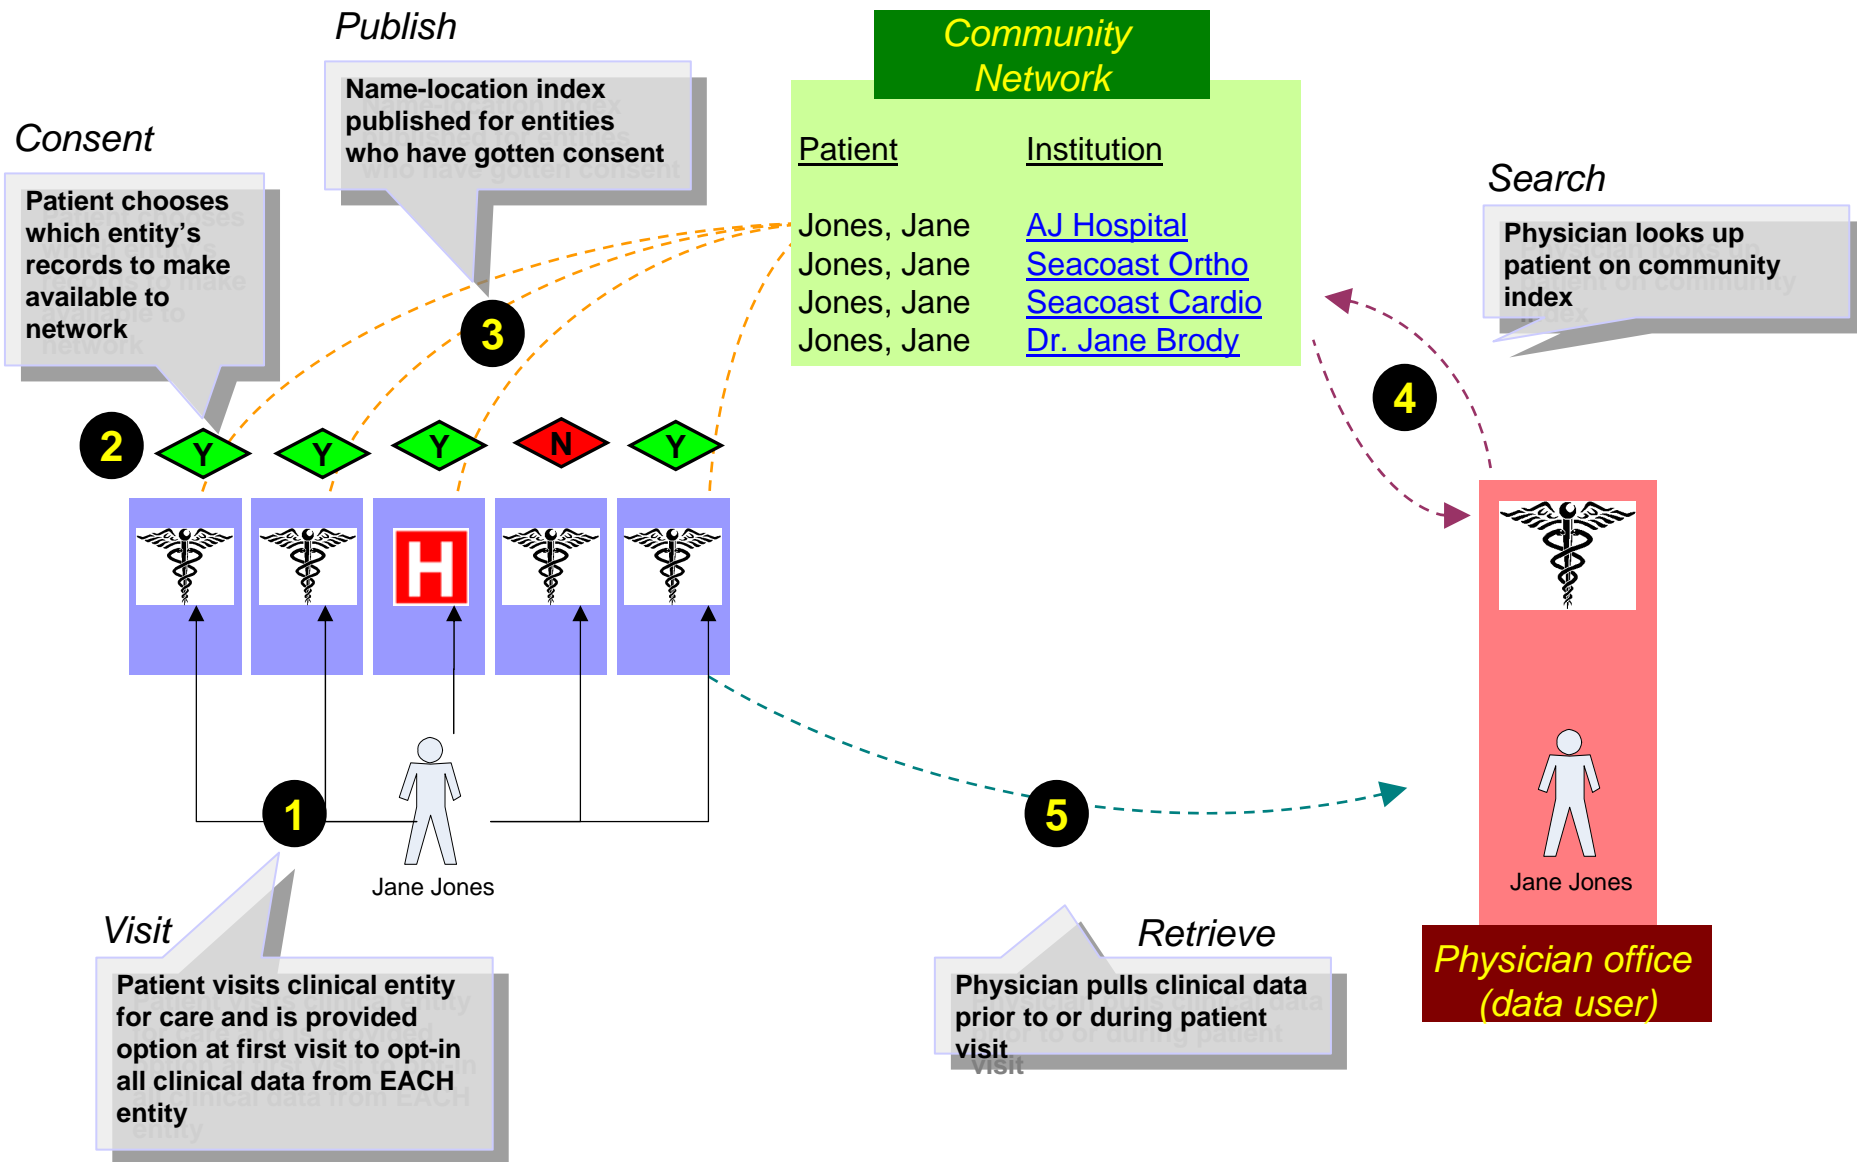 Publish
Name-location index
published for entities
who have gotten consent
Community
Network
Patient Institution
Jones, Jane AJ Hospital
Jones, Jane Seacoast Ortho
Jones, Jane Seacoast Cardio
Jones, Jane Dr. Jane Brody
Consent
Patient chooses
which entity’s
records to make
available to
network
Search
Physician looks up
patient on community
index
3
4
2
Y Y Y N Y
H
1
5
Jane Jones
Jane Jones
Visit
Patient visits clinical entity
for care and is provided
option at first visit to opt-in
all clinical data from EACH
entity
Retrieve
Physician pulls clinical data
prior to or during patient
visit
Physician office
(data user)